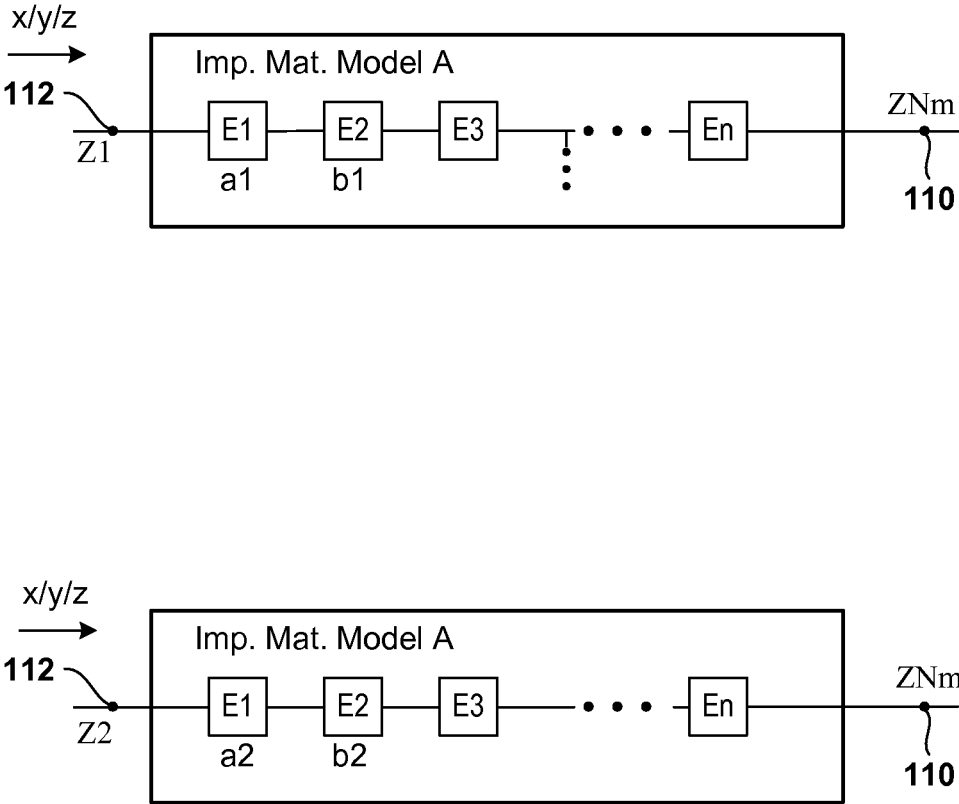 x/y/z
Imp. Mat. Model A
112
ZNm
Z1
E1
E2
E3
En
a1
b1
110
x/y/z
Imp. Mat. Model A
112
ZNm
Z2
E1
E2
E3
En
a2
b2
110